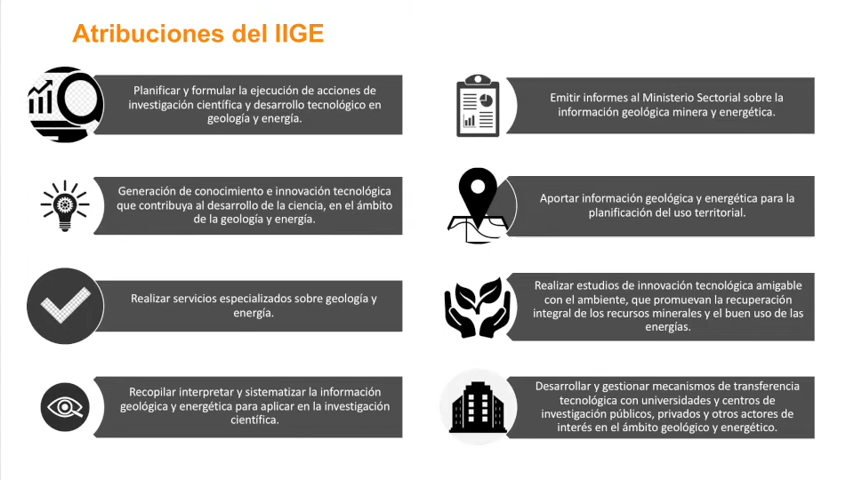 Atribuciones del IIGE
Planificar y formular la ejecución de acciones de
investigación científica y desarrollo tecnológico en
geología y energía.
Generación de conocimiento e innovación tecnológica
que contribuya al desarrollo de la ciencia, en el ámbito
de la geología y energía.
Realizar servicios especializados sobre geología y
energía.
Recopilar interpretar y sistematizar la información
geológica y energética para aplicar en la investigación
científica.
Emitir informes al Ministerio Sectorial sobre la
información geológica minera y energética.
Aportar información geológica y energética para la
planificación del uso territorial.
Realizar estudios de innovación tecnológica amigable
con el ambiente, que promuevan la recuperación
integral de los recursos minerales y el buen uso de las
energías.
Desarrollar y gestionar mecanismos de transferencia
tecnológica con universidades y centros de
investigación públicos, privados y otros actores de
interés en el ámbito geológico y energético.